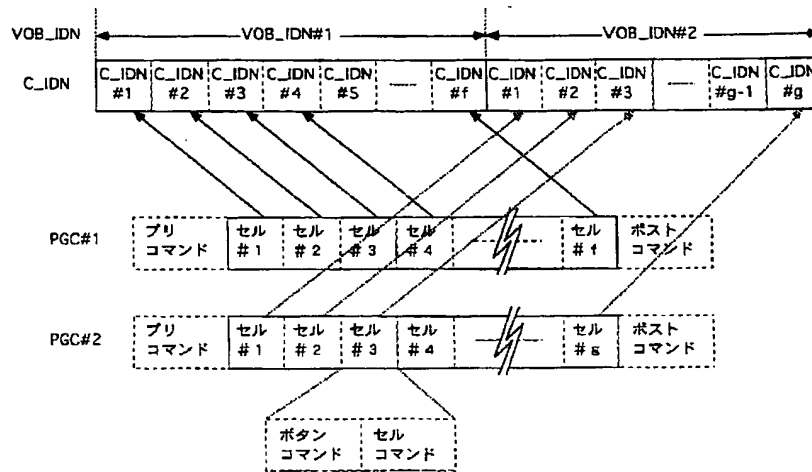 VOB_IDN VOB_IDN#1 VOB_IDN#2
C_IDN C_IDN #1 C_IDN #2 C_IDN #3 C_IDN #4 C_IDN #5 C_IDN #f C_IDN #1 C_IDN #2 C_IDN #3 C_IDN #g-1 C_IDN #g
PGC#1 プリ コマンド セル #1 セル #2 セル #3 セル #4 セル #f ポスト コマンド
PGC#2 プリ コマンド セル #1 セル #2 セル #3 セル #4 セル #g ポスト コマンド
ボタン コマンド セル コマンド